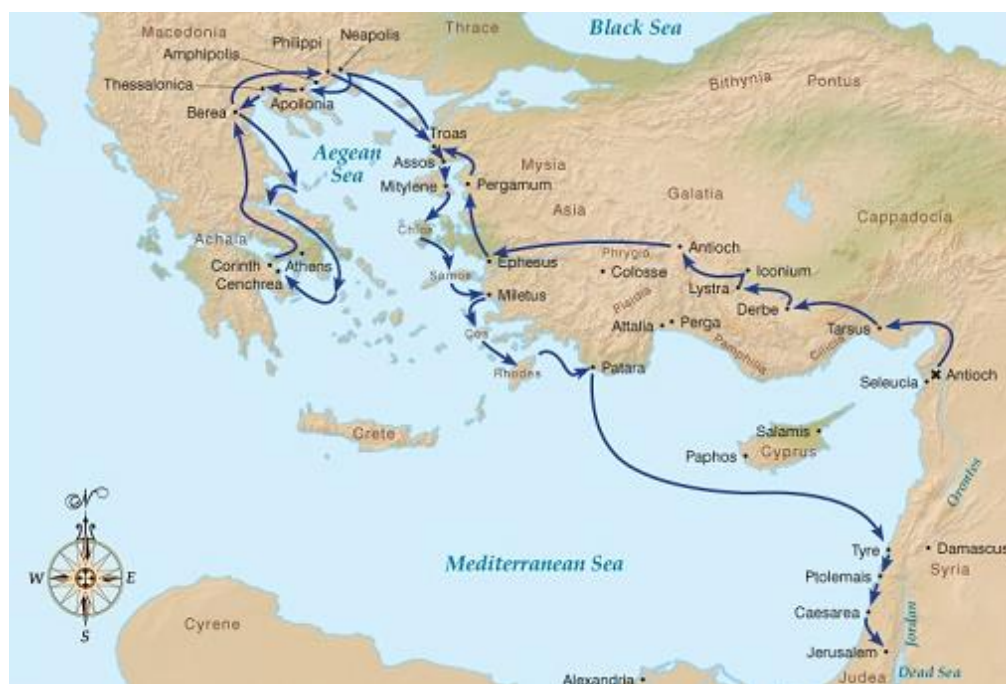 Black Sea
Macedonia
Philippi
Neapolis
Thrace
Amphipolis
Thessalonica
Apollonia
Berea
Bithynia
Pontus
Troas
Aegean
Sea
Assos
Mysia
Mitylene
Pergamum
Galatia
Asia
Cappadocia
Chios
Achaia
Phrygia
Antioch
Corinth
Athens
Ephesus
Colosse
Iconium
Cenchrea
Samos
Lystra
Miletus
Pisidia
Derbe
Attalia
Perga
Tarsus
Cos
Pamphilia
Cilicia
Rhodes
Patara
Seleucia
Antioch
Crete
Salamis
Paphos
Cyprus
Orontes
N
W
E
S
Mediterranean Sea
Tyre
Damascus
Syria
Ptolemais
Caesarea
Jordan
Cyrene
Jerusalem
Dead Sea
Judea
Alexandria